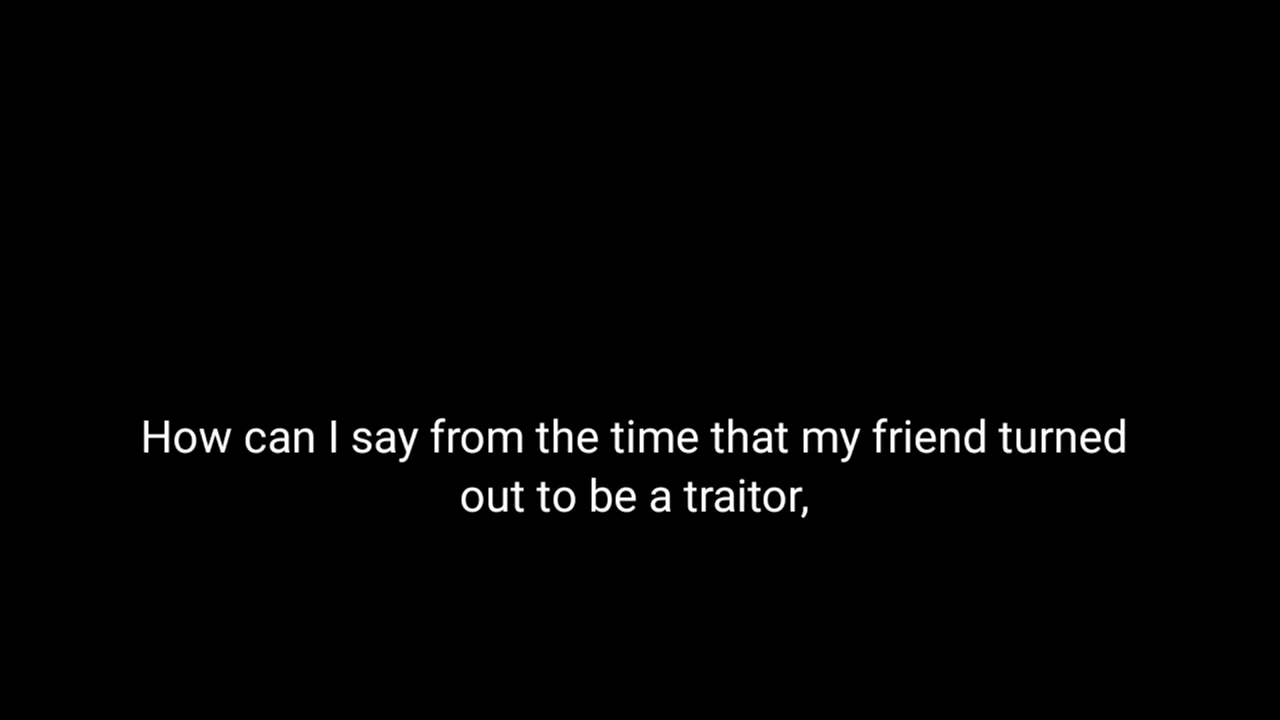 How can I say from the time that my friend turned
out to be a traitor,